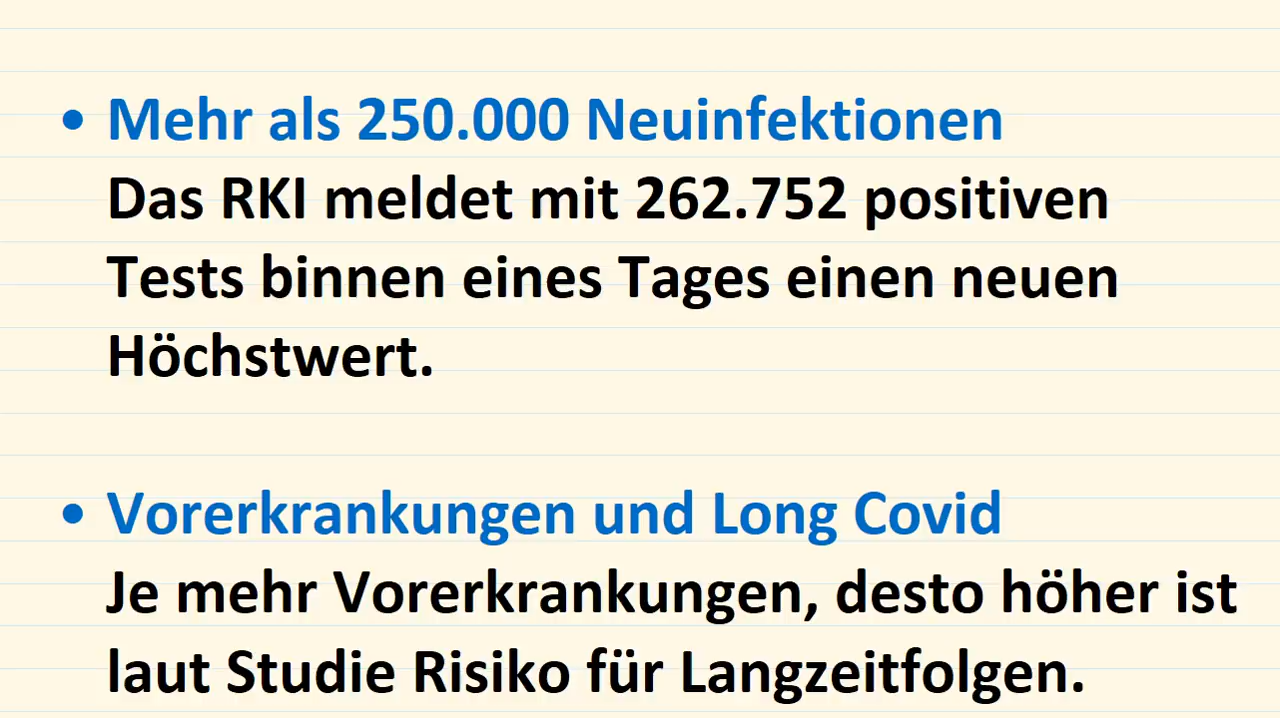 • Mehr als 250.000 Neuinfektionen
Das RKI meldet mit 262.752 positiven
Tests binnen eines Tages einen neuen
Höchstwert.
• Vorerkrankungen und Long Covid
Je mehr Vorerkrankungen, desto höher ist
laut Studie Risiko für Langzeitfolgen.